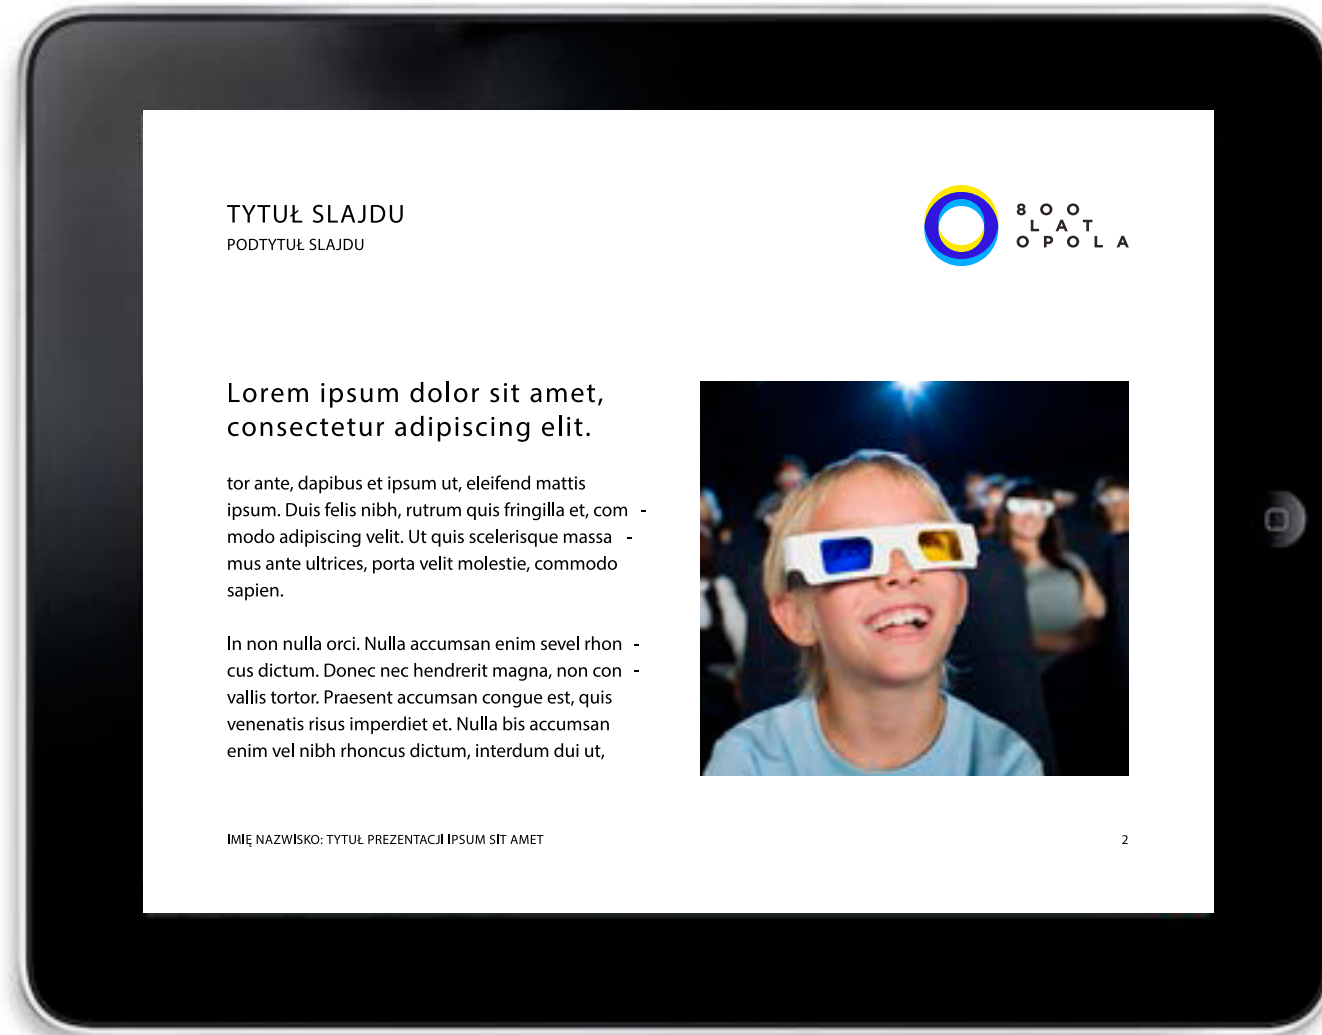 TYTUŁ SLAJDU
PODTYTUŁ SLAJDU
8 O O
L A T
O P O L A
Lorem ipsum dolor sit amet,
consectetur adipiscing elit.
tor ante, dapibus et ipsum ut, eleifend mattis
ipsum. Duis felis nibh, rutrum quis fringilla et, com -
modo adipiscing velit. Ut quis scelerisque massa -
mus ante ultrices, porta velit molestie, commodo
sapien.
In non nulla orci. Nulla accumsan enim sevel rhon -
cus dictum. Donec nec hendrerit magna, non con -
vallis tortor. Praesent accumsan congue est, quis
venenatis risus imperdiet et. Nulla bis accumsan
enim vel nibh rhoncus dictum, interdum dui ut,
IMIĘ NAZWISKO: TYTUŁ PREZENTACJI IPSUM SIT AMET
2